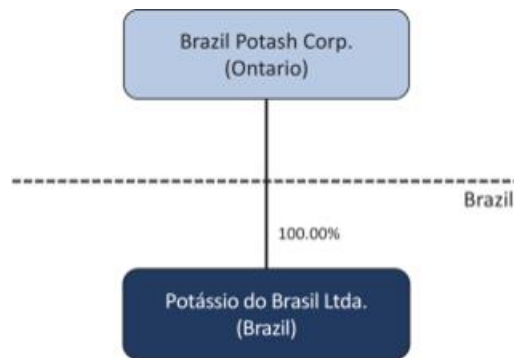 Brazil Potash Corp.
(Ontario)
Brazil
100.00%
Potássio do Brasil Ltda.
(Brazil)